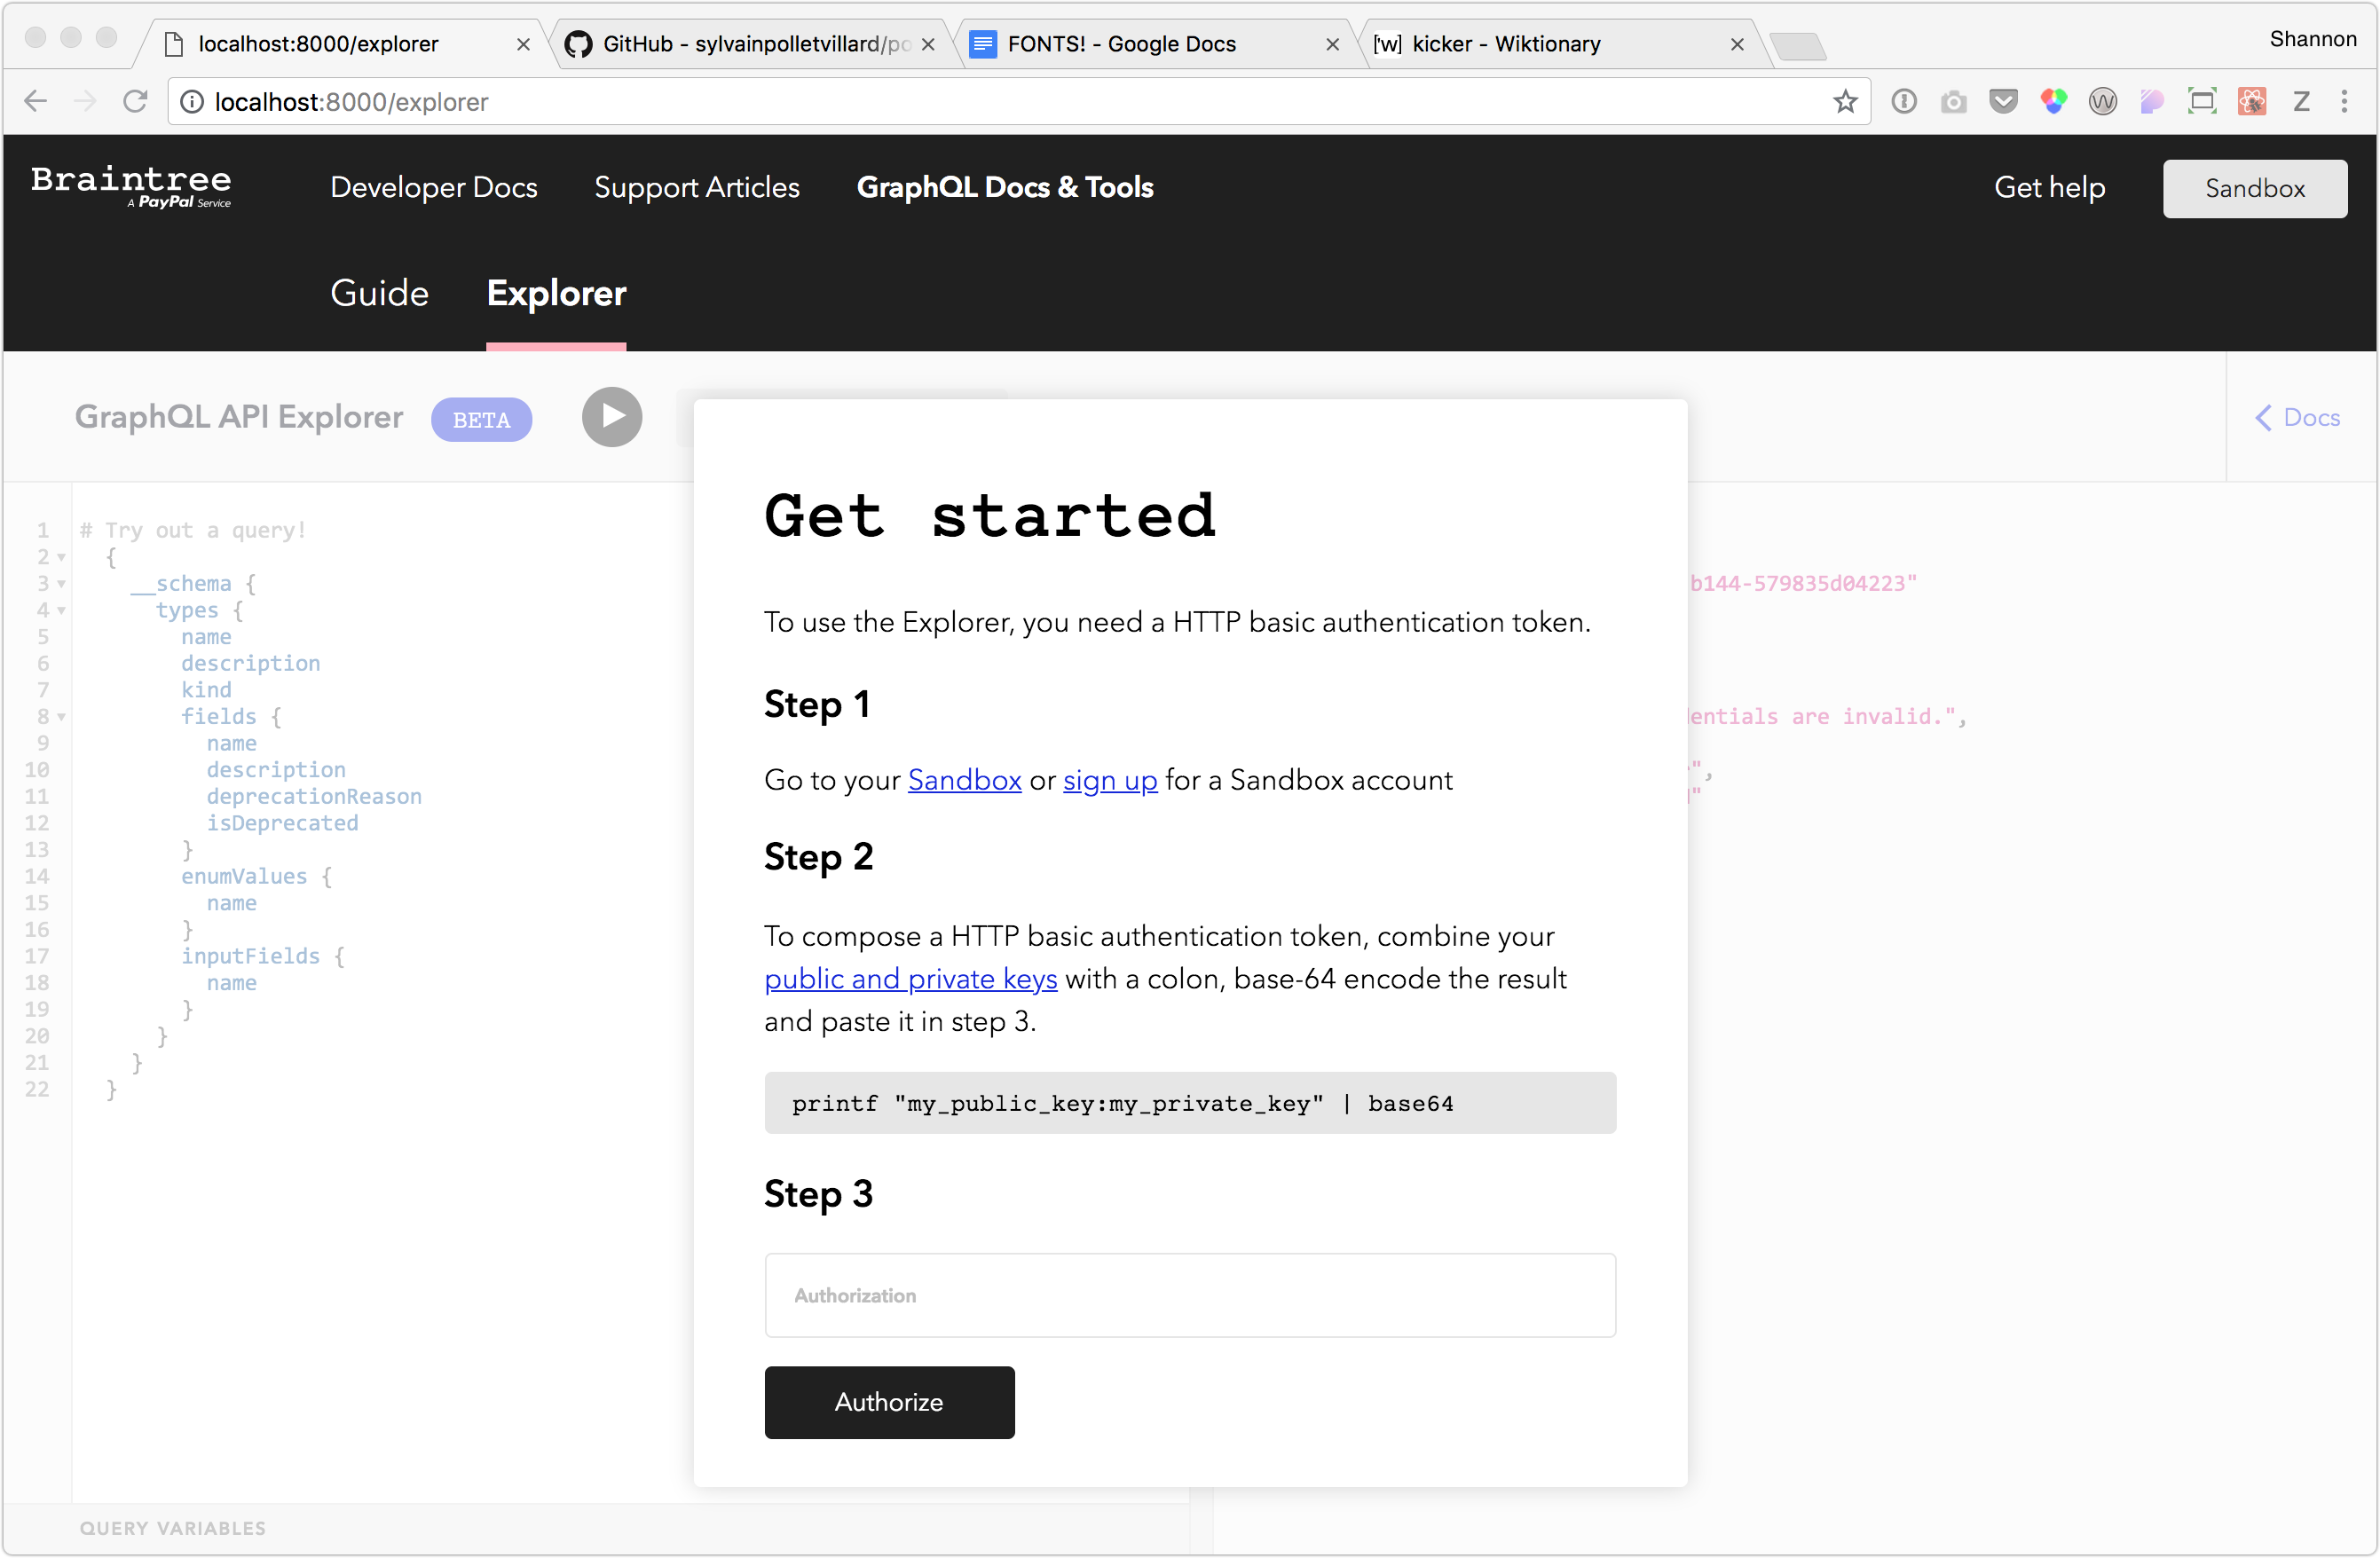 localhost:8000/explorer
GitHub - sylvainpolletvillard/po
FONTS! - Google Docs
['w] kicker - Wiktionary
Shannon
localhost:8000/explorer
Braintree
A PayPal Service
Developer Docs
Support Articles
GraphQL Docs & Tools
Get help
Sandbox
Guide
Explorer
GraphQL API Explorer
BETA
Docs
1 # Try out a query!
2 {
3 __schema {
4 types {
5 name
6 description
7 kind
8 fields {
9 name
10 description
11 deprecationReason
12 isDeprecated
13 }
14 enumValues {
15 name
16 }
17 inputFields {
18 name
19 }
20 }
21 }
22 }
QUERY VARIABLES
Get started
To use the Explorer, you need a HTTP basic authentication token.
Step 1
Go to your Sandbox or sign up for a Sandbox account
Step 2
To compose a HTTP basic authentication token, combine your
public and private keys with a colon, base-64 encode the result
and paste it in step 3.
printf "my_public_key:my_private_key" | base64
Step 3
Authorization
Authorize
b144-579835d04223"
entials are invalid.",
",
"